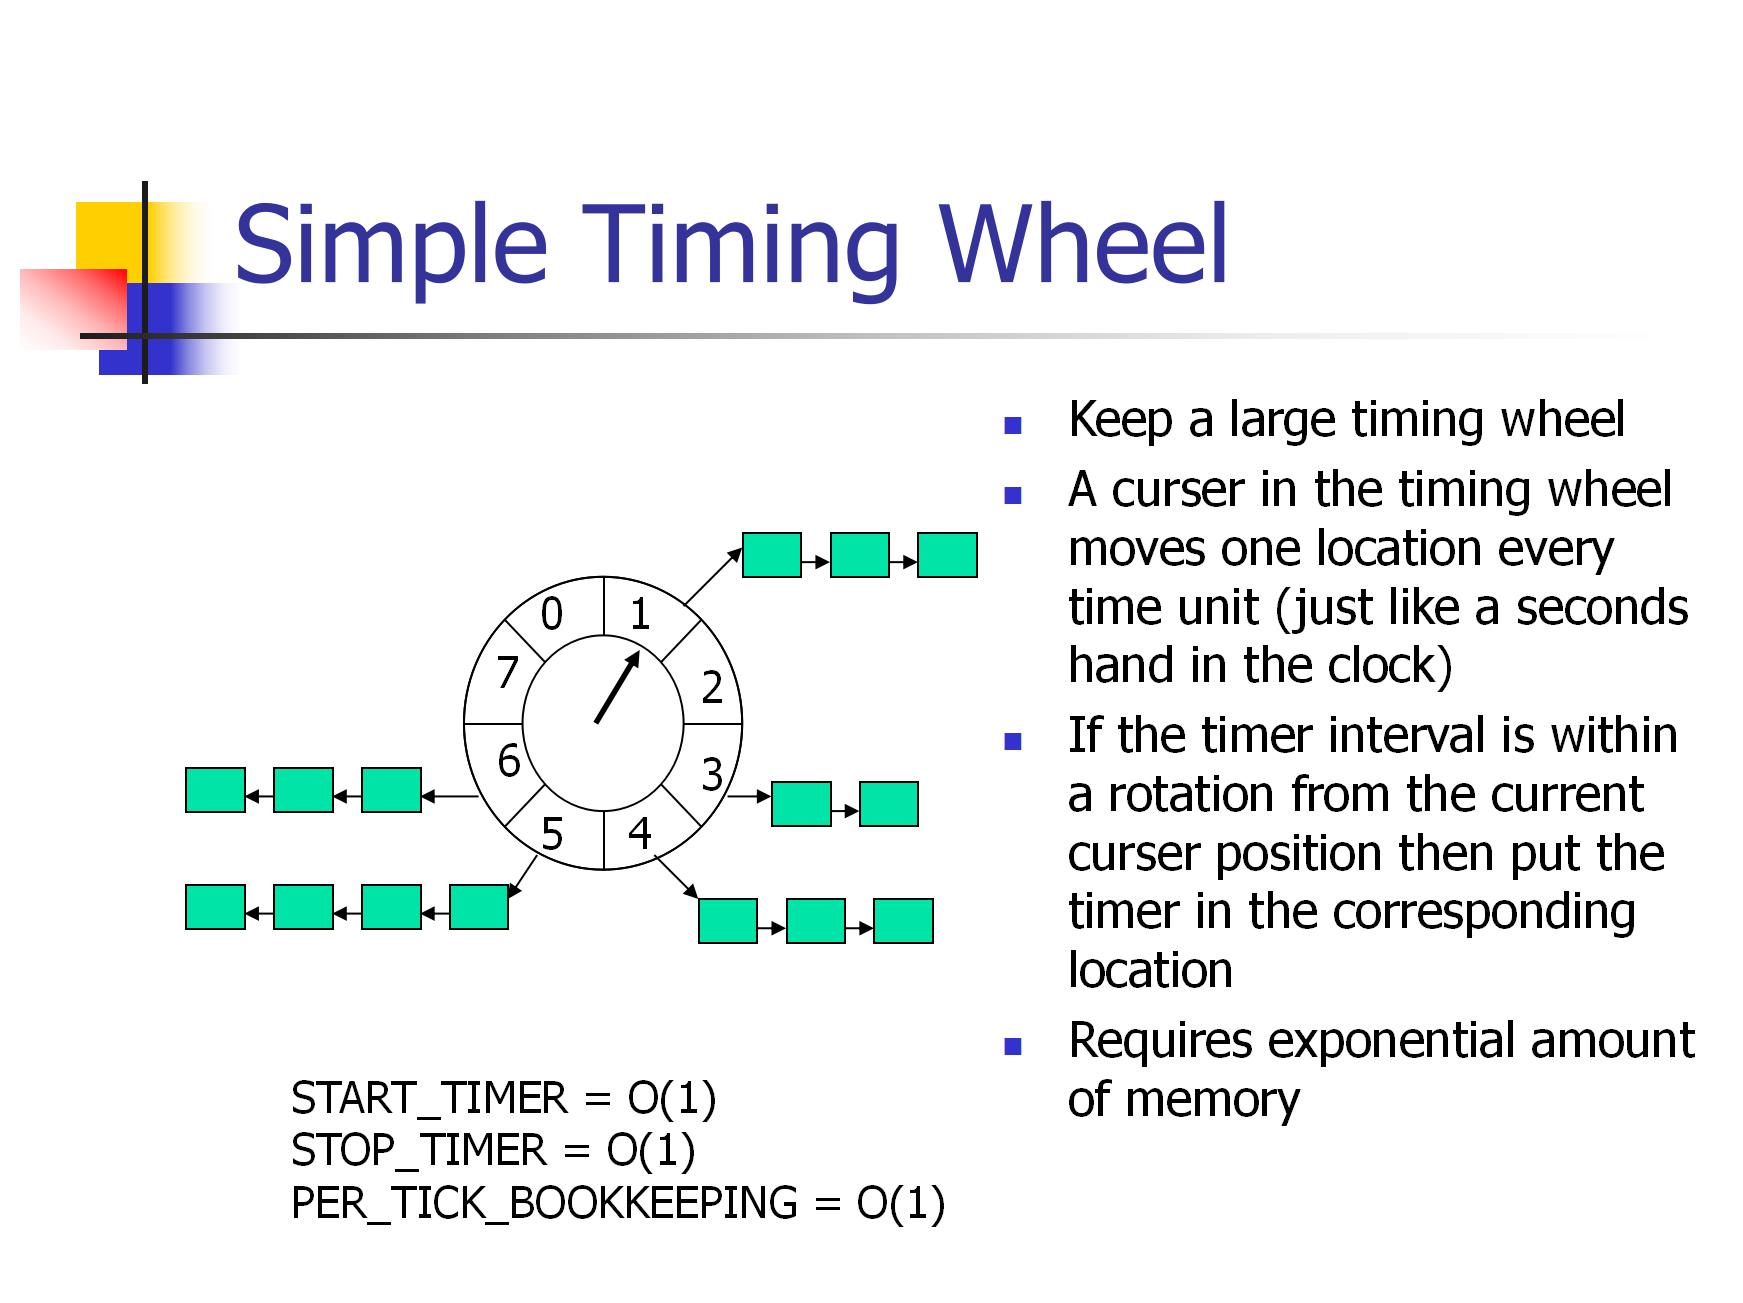 Simple Timing Wheel
Keep a large timing wheel
A curser in the timing wheel
moves one location every
time unit (just like a seconds
hand in the clock)
If the timer interval is within
a rotation from the current
curser position then put the
timer in the corresponding
location
Requires exponential amount
of memory
0
1
2
3
4
5
6
7
START_TIMER = O(1)
STOP_TIMER = O(1)
PER_TICK_BOOKKEEPING = O(1)